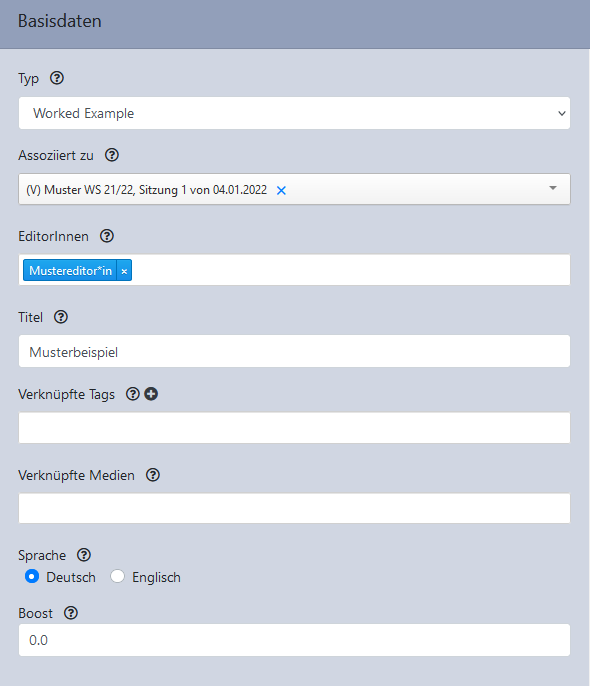 Basisdaten
Typ
Worked Example
Assoziiert zu
(V) Muster WS 21/22, Sitzung 1 von 04.01.2022 ×
EditorInnen
Mustereditor*in ×
Titel
Musterbeispiel
Verknüpfte Tags
Verknüpfte Medien
Sprache
Deutsch Englisch
Boost
0.0